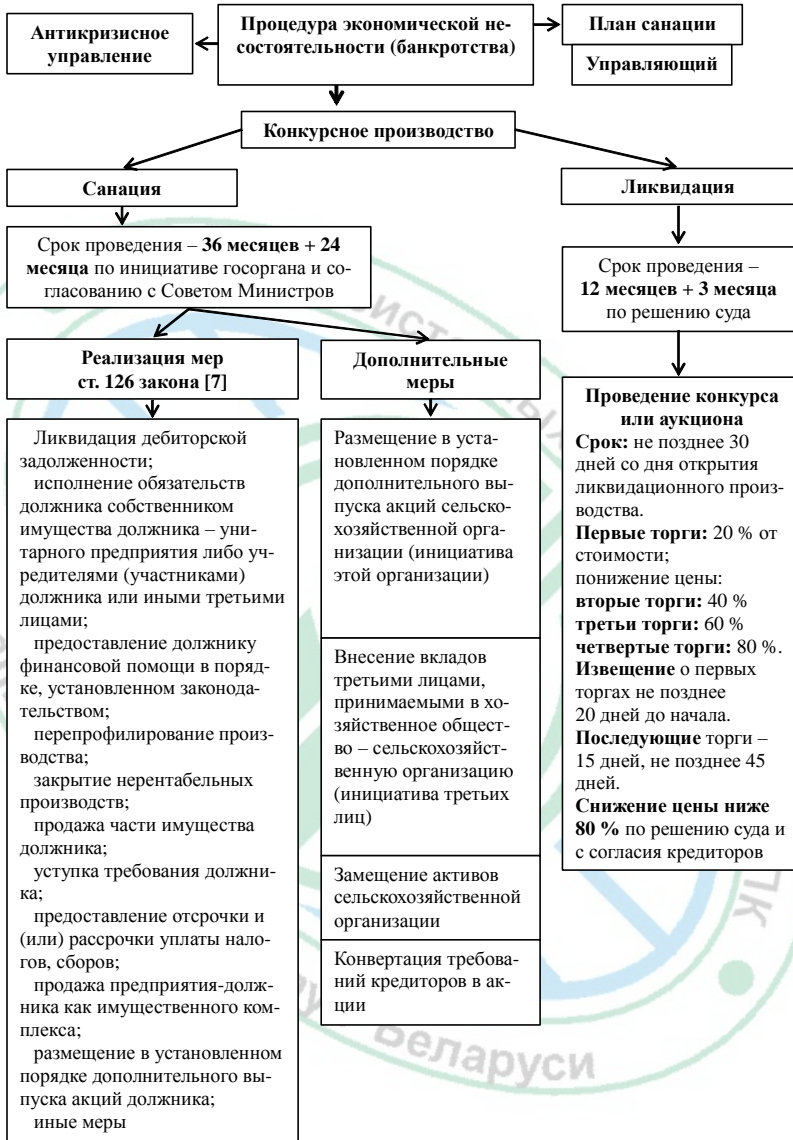 Антикризисное
управление
Процедура экономической не-
состоятельности (банкротства)
План санации
Управляющий
Конкурсное производство
Санация
Ликвидация
Срок проведения – 36 месяцев + 24
месяца по инициативе госоргана и со-
гласованию с Советом Министров
Срок проведения –
12 месяцев + 3 месяца
по решению суда
Реализация мер
ст. 126 закона [7]
Дополнительные
меры
Ликвидация дебиторской
задолженности;
исполнение обязательств
должника собственником
имущества должника – уни-
тарного предприятия либо уч-
редителями (участниками)
должника или иными третьими
лицами;
предоставление должнику
финансовой помощи в поряд-
ке, установленном законода-
тельством;
перепрофилирование произ-
водства;
закрытие нерентабельных
производств;
продажа части имущества
должника;
уступка требования должни-
ка;
предоставление отсрочки и
(или) рассрочки уплаты нало-
гов, сборов;
продажа предприятия-долж-
ника как имущественного ком-
плекса;
размещение в установленном
порядке дополнительного вы-
пуска акций должника;
иные меры
Размещение в уста-
новленном порядке
дополнительного вы-
пуска акций сельско-
хозяйственной орга-
низации (инициатива
этой организации)
Внесение вкладов
третьими лицами,
принимаемыми в хо-
зяйственное общест-
во – сельскохозяйст-
венную организацию
(инициатива третьих
лиц)
Замещение активов
сельскохозяйственной
организации
Конвертация требова-
ний кредиторов в ак-
ции
Проведение конкурса
или аукциона
Срок: не позднее 30
дней со дня открытия
ликвидационного произ-
водства.
Первые торги: 20 % от
стоимости;
понижение цены:
вторые торги: 40 %
третьи торги: 60 %
четвертые торги: 80 %.
Извещение о первых
торгах не позднее
20 дней до начала.
Последующие торги –
15 дней, не позднее 45
дней.
Снижение цены ниже
80 % по решению суда и
с согласия кредиторов
ПК
Беларуси